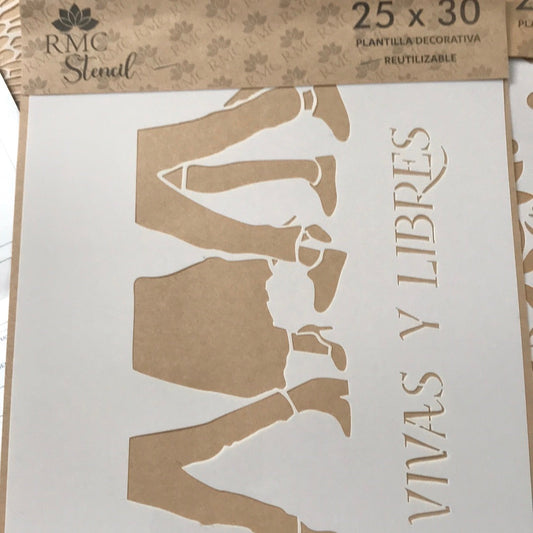 RMC
Stencil
25 x 30
PLANTILLA DECORATIVA
REUTILIZABLE
VIVAS Y LIBRES